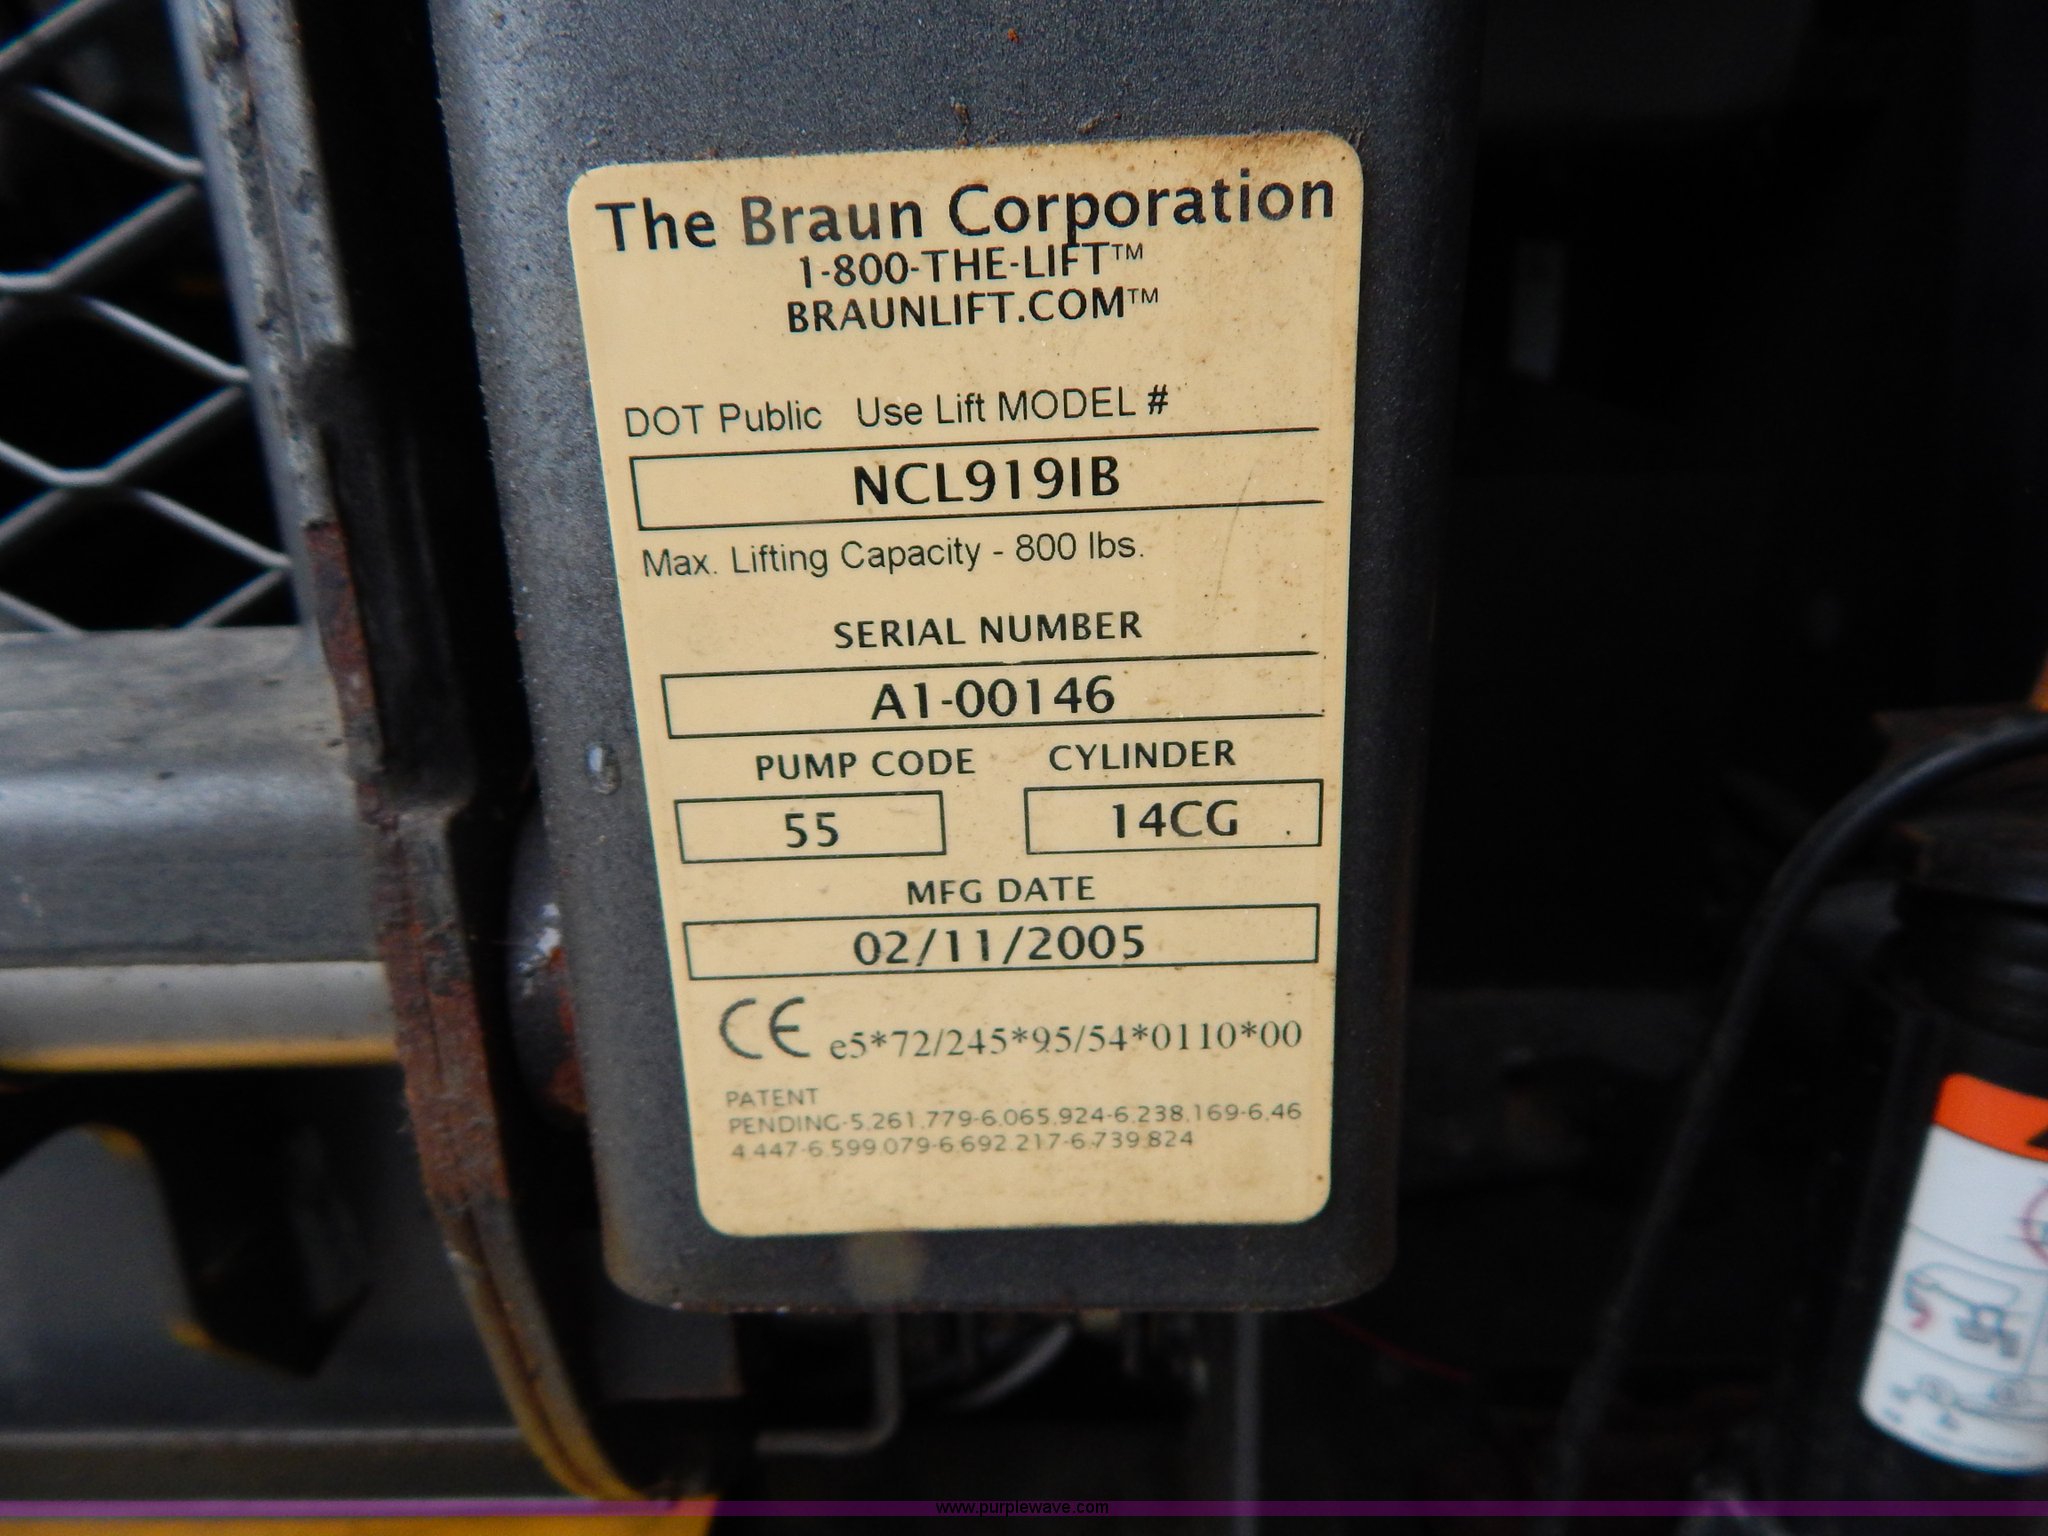 The Braun Corporation
1-800-THE-LIFT™
BRAUNLIFT.COM™
DOT Public Use Lift MODEL #
NCL919IB
Max. Lifting Capacity - 800 lbs.
SERIAL NUMBER
A1-00146
PUMP CODE CYLINDER
55 14CG
MFG DATE
02/11/2005
CE e5*72/245*95/54*0110*00
PATENT
PENDING-5,261,779-6,065,924-6,238,169-6,46
4,447-6,599,079-6,692,217-6,739,824
www.purplewave.com